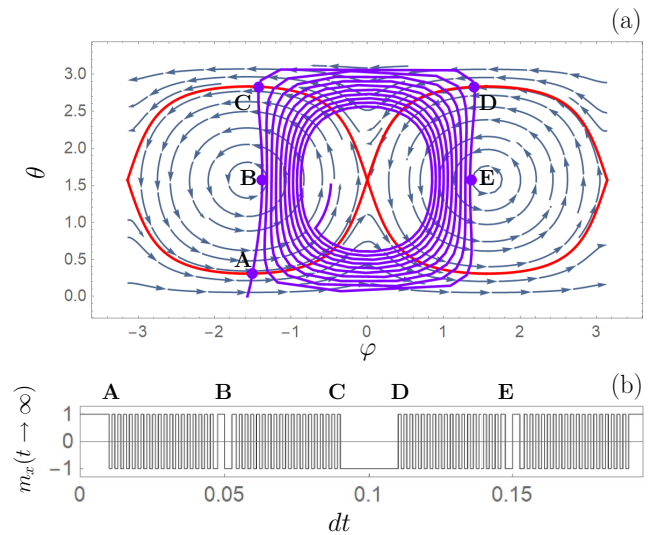 (a)
θ
3.0
2.5
2.0
1.5
1.0
0.5
0.0
C
D
B
E
A
−3 −2 −1 0 1 2 3
φ
(b)
A B C D E
m_x(t → ∞)
1
0
−1
0 0.05 0.1 0.15
dt